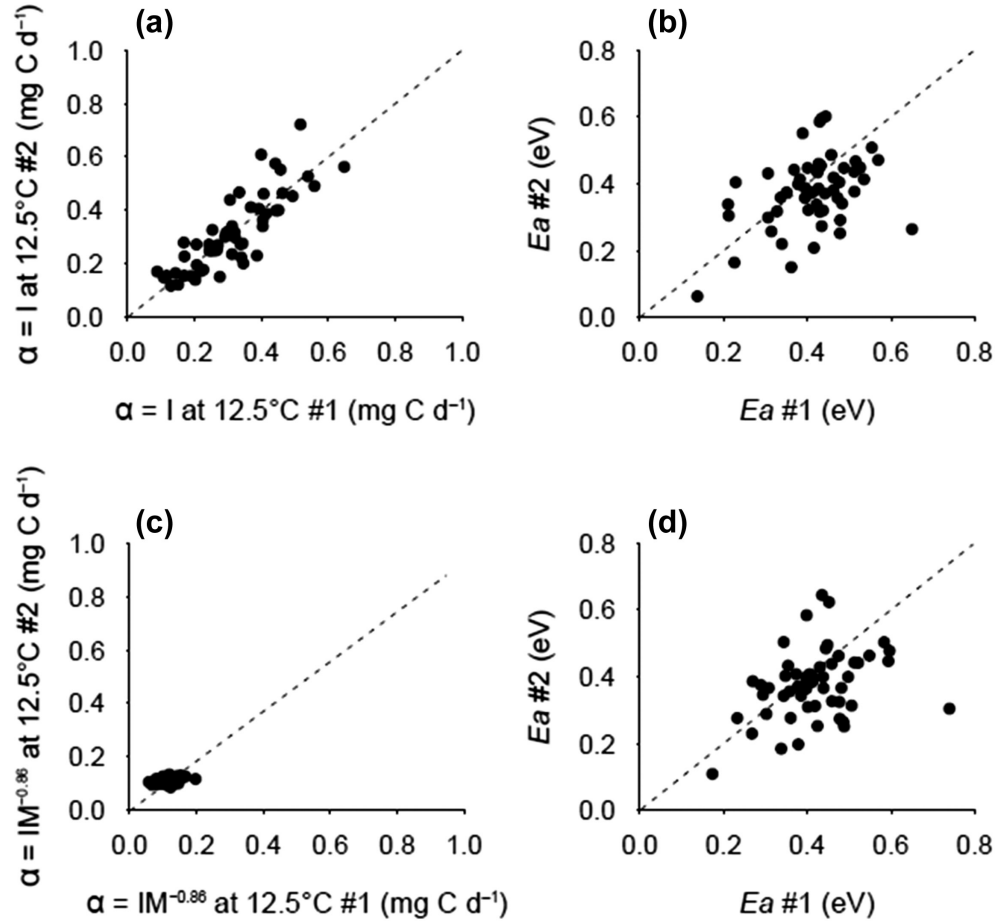 (a)
α = I at 12.5°C #2 (mg C d⁻¹)
1.0
0.8
0.6
0.4
0.2
0.0
0.0 0.2 0.4 0.6 0.8 1.0
α = I at 12.5°C #1 (mg C d⁻¹)
(b)
Ea #2 (eV)
0.8
0.6
0.4
0.2
0.0
0.0 0.2 0.4 0.6 0.8
Ea #1 (eV)
(c)
α = IM⁻⁰·⁸⁶ at 12.5°C #2 (mg C d⁻¹)
1.0
0.8
0.6
0.4
0.2
0.0
0.0 0.2 0.4 0.6 0.8 1.0
α = IM⁻⁰·⁸⁶ at 12.5°C #1 (mg C d⁻¹)
(d)
Ea #2 (eV)
0.8
0.6
0.4
0.2
0.0
0.0 0.2 0.4 0.6 0.8
Ea #1 (eV)